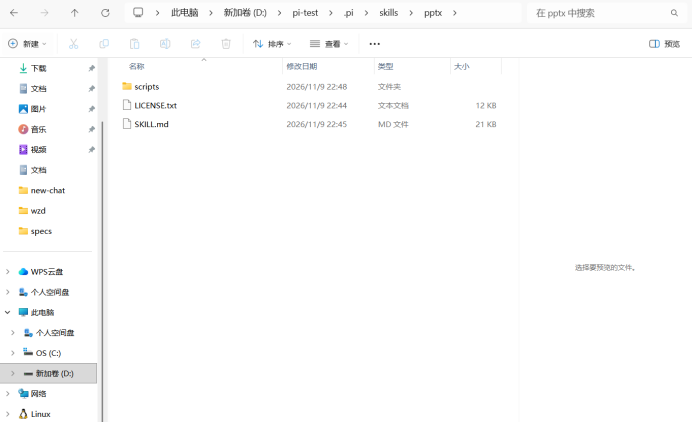 此电脑 > 新加卷 (D:) > pi-test > .pi > skills > pptx >
在 pptx 中搜索
新建
排序
查看
预览
名称 修改日期 类型 大小
scripts 2026/11/9 22:48 文件夹
LICENSE.txt 2026/11/9 22:44 文本文档 12 KB
SKILL.md 2026/11/9 22:45 MD 文件 21 KB
下载
文档
图片
音乐
视频
文档
new-chat
wzd
specs
WPS云盘
个人空间盘
此电脑
个人空间盘
OS (C:)
新加卷 (D:)
网络
Linux
选择要预览的文件。